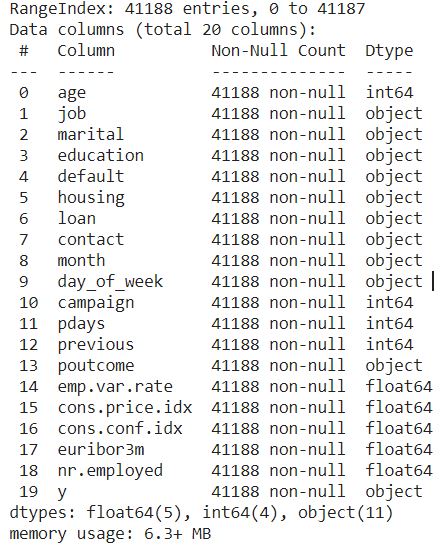 RangeIndex: 41188 entries, 0 to 41187
Data columns (total 20 columns):
 #   Column          Non-Null Count  Dtype
---  ------          --------------  -----
 0   age             41188 non-null  int64
 1   job             41188 non-null  object
 2   marital         41188 non-null  object
 3   education       41188 non-null  object
 4   default         41188 non-null  object
 5   housing         41188 non-null  object
 6   loan            41188 non-null  object
 7   contact         41188 non-null  object
 8   month           41188 non-null  object
 9   day_of_week     41188 non-null  object
 10  campaign        41188 non-null  int64
 11  pdays           41188 non-null  int64
 12  previous        41188 non-null  int64
 13  poutcome        41188 non-null  object
 14  emp.var.rate    41188 non-null  float64
 15  cons.price.idx  41188 non-null  float64
 16  cons.conf.idx   41188 non-null  float64
 17  euribor3m       41188 non-null  float64
 18  nr.employed     41188 non-null  float64
 19  y               41188 non-null  object
dtypes: float64(5), int64(4), object(11)
memory usage: 6.3+ MB